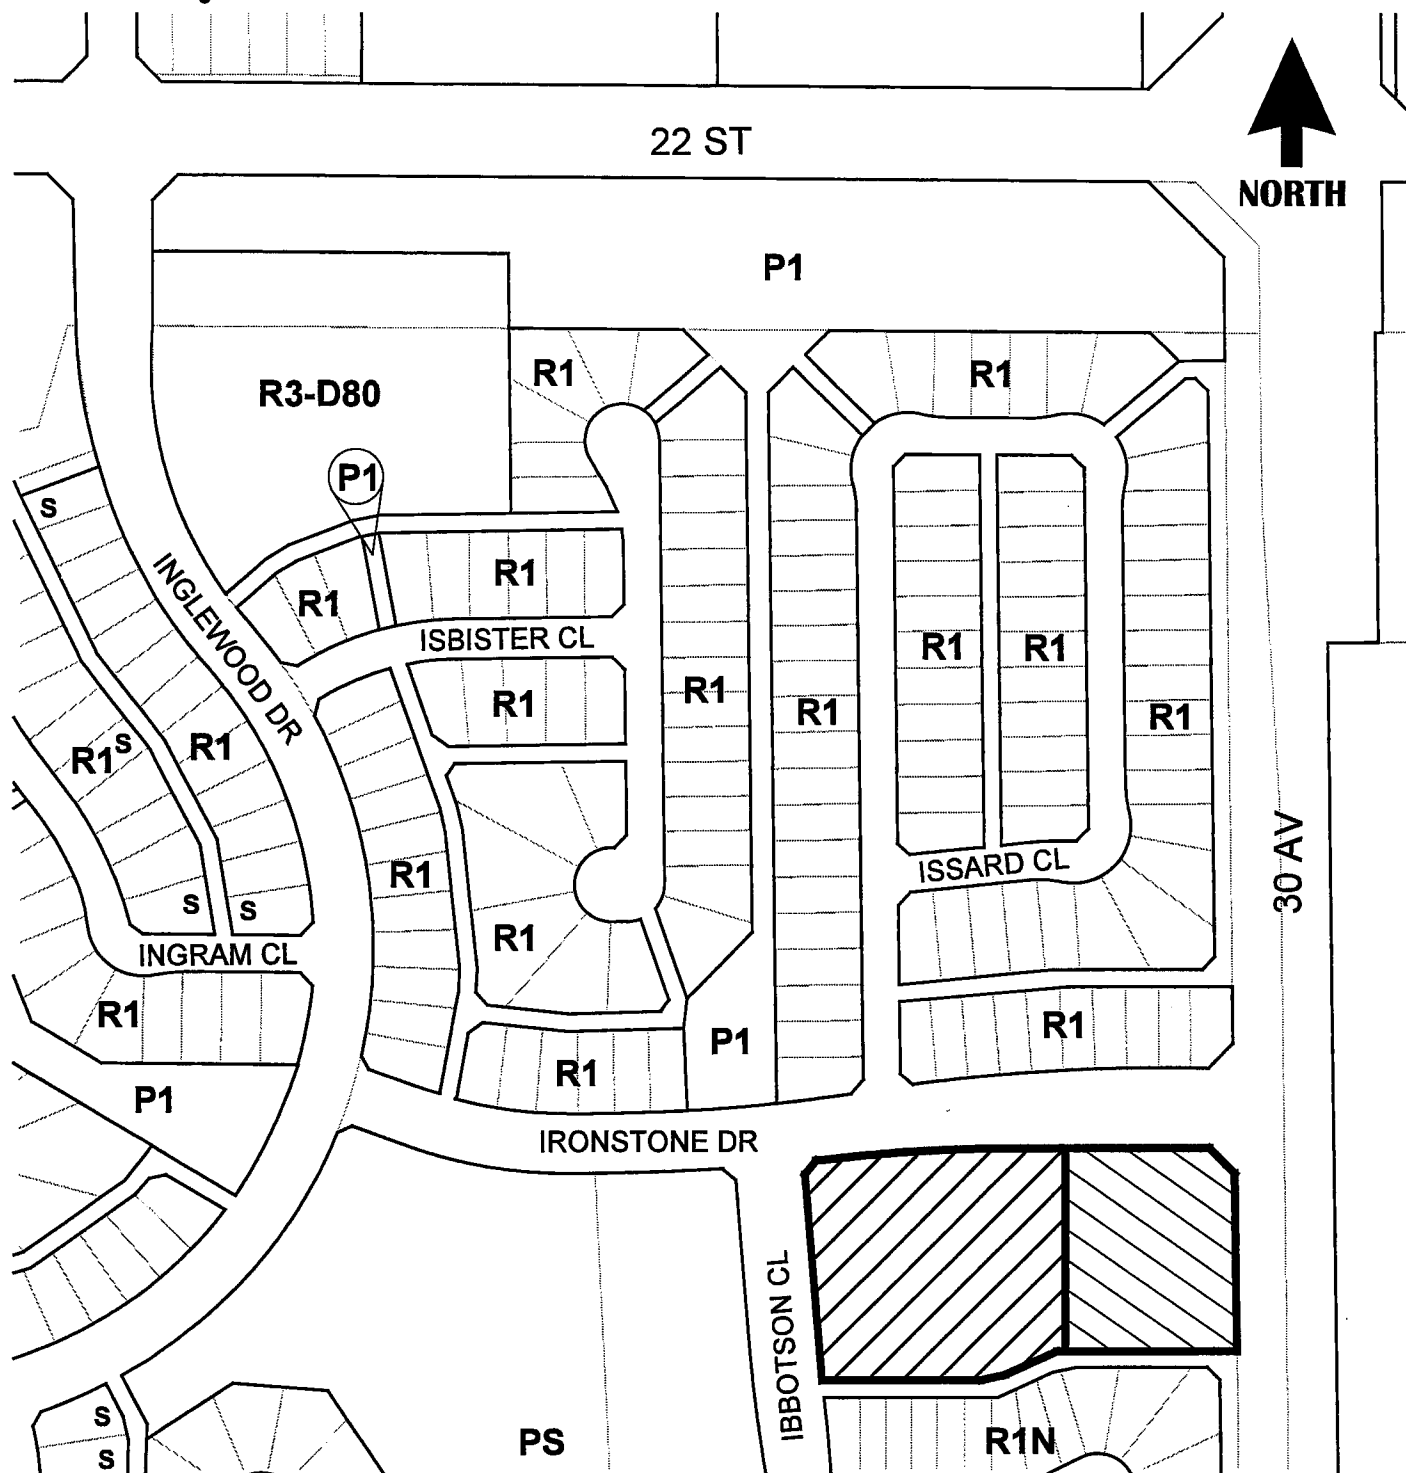 22 ST
NORTH
P1
R1
R1
R3-D80
P1
S
R1
R1
INGLEWOOD DR
ISBISTER CL
R1
R1
R1
R1
R1
R1
R1
R1S
R1
ISSARD CL
30 AV
R1
S
S
R1
INGRAM CL
R1
R1
P1
R1
P1
IRONSTONE DR
IBBOTSON CL
S
S
PS
R1N